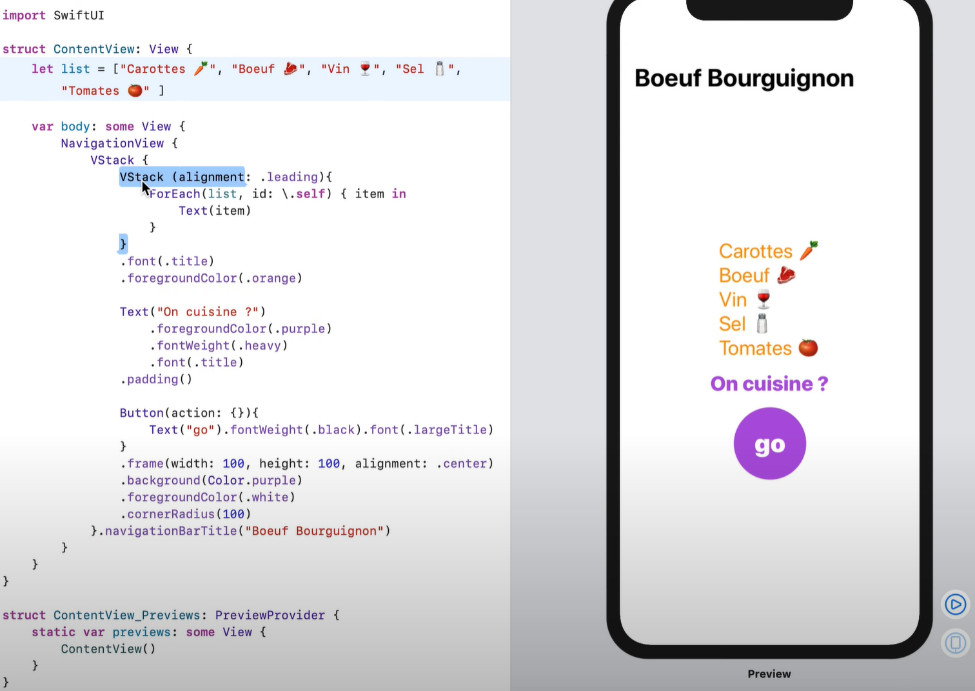 import SwiftUI
struct ContentView: View {
let list = ["Carottes 🥕", "Boeuf 🥩", "Vin 🍷", "Sel 🧂",
"Tomates 🍅" ]
var body: some View {
NavigationView {
VStack {
VStack (alignment: .leading){
ForEach(list, id: \.self) { item in
Text(item)
}
}
.font(.title)
.foregroundColor(.orange)
Text("On cuisine ?")
.foregroundColor(.purple)
.fontWeight(.heavy)
.font(.title)
.padding()
Button(action: {}){
Text("go").fontWeight(.black).font(.largeTitle)
}
.frame(width: 100, height: 100, alignment: .center)
.background(Color.purple)
.foregroundColor(.white)
.cornerRadius(100)
}.navigationBarTitle("Boeuf Bourguignon")
}
}
}
struct ContentView_Previews: PreviewProvider {
static var previews: some View {
ContentView()
}
}
Boeuf Bourguignon
Carottes 🥕
Boeuf 🥩
Vin 🍷
Sel 🧂
Tomates 🍅
On cuisine ?
go
Preview